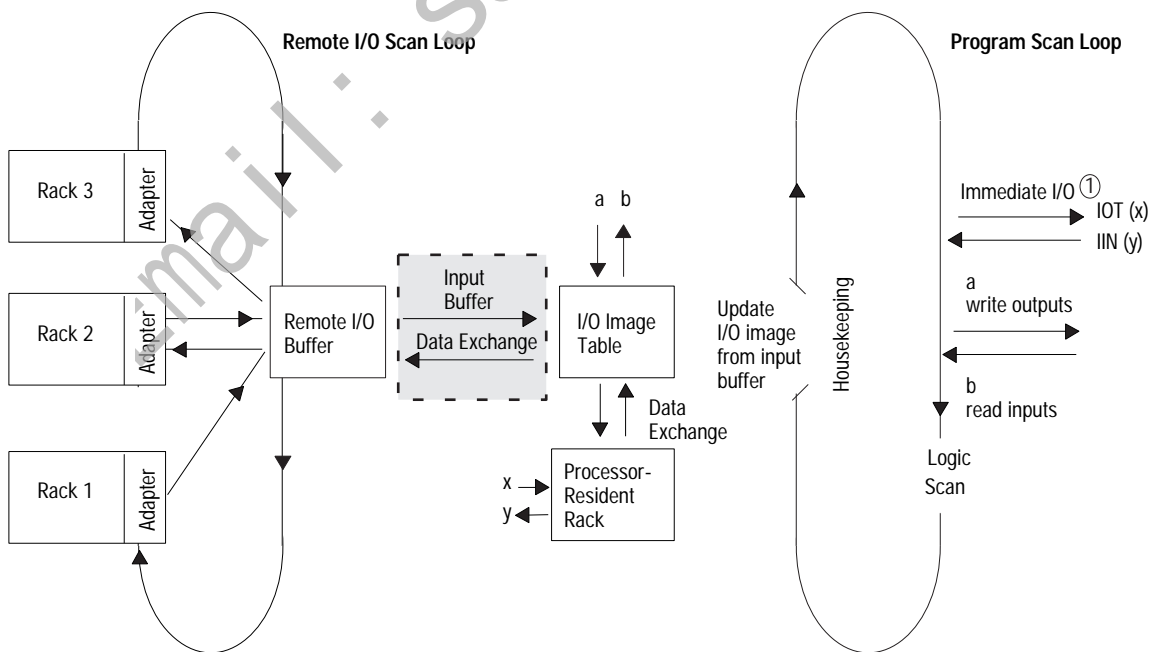 Remote I/O Scan Loop
Program Scan Loop
Rack 3
Adapter
Rack 2
Adapter
Rack 1
Adapter
Remote I/O
Buffer
Input
Buffer
Data Exchange
a b
I/O Image
Table
Data
Exchange
x
y
Processor-
Resident
Rack
Update
I/O image
from input
buffer
Housekeeping
Immediate I/O ①
IOT (x)
IIN (y)
a
write outputs
b
read inputs
Logic
Scan